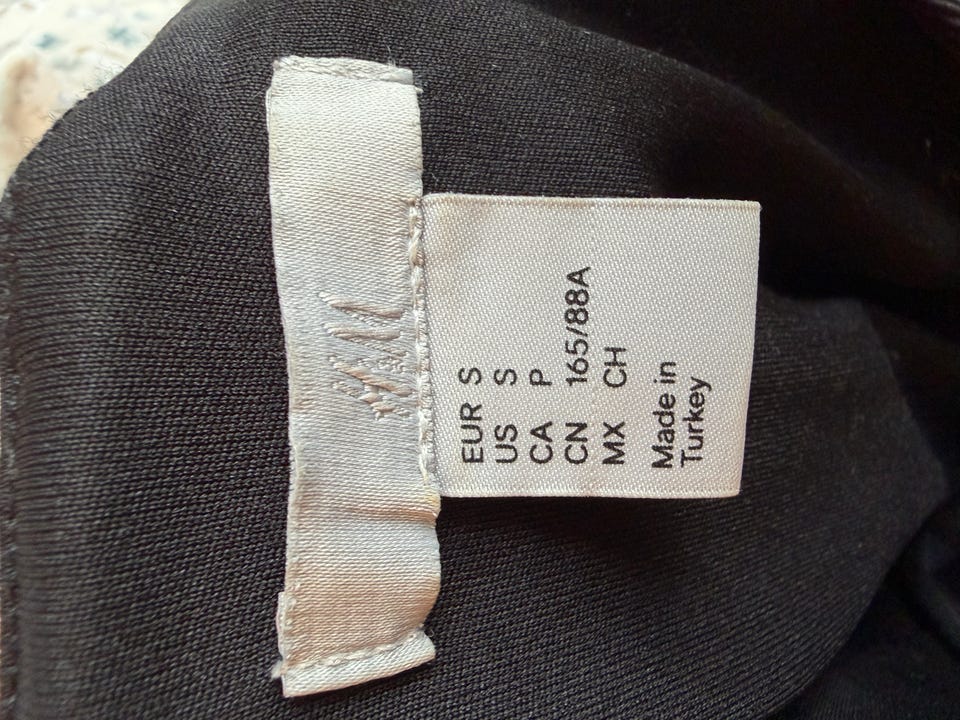 H&M
EUR S
US S
CA P
CN 165/88A
MX CH
Made in
Turkey